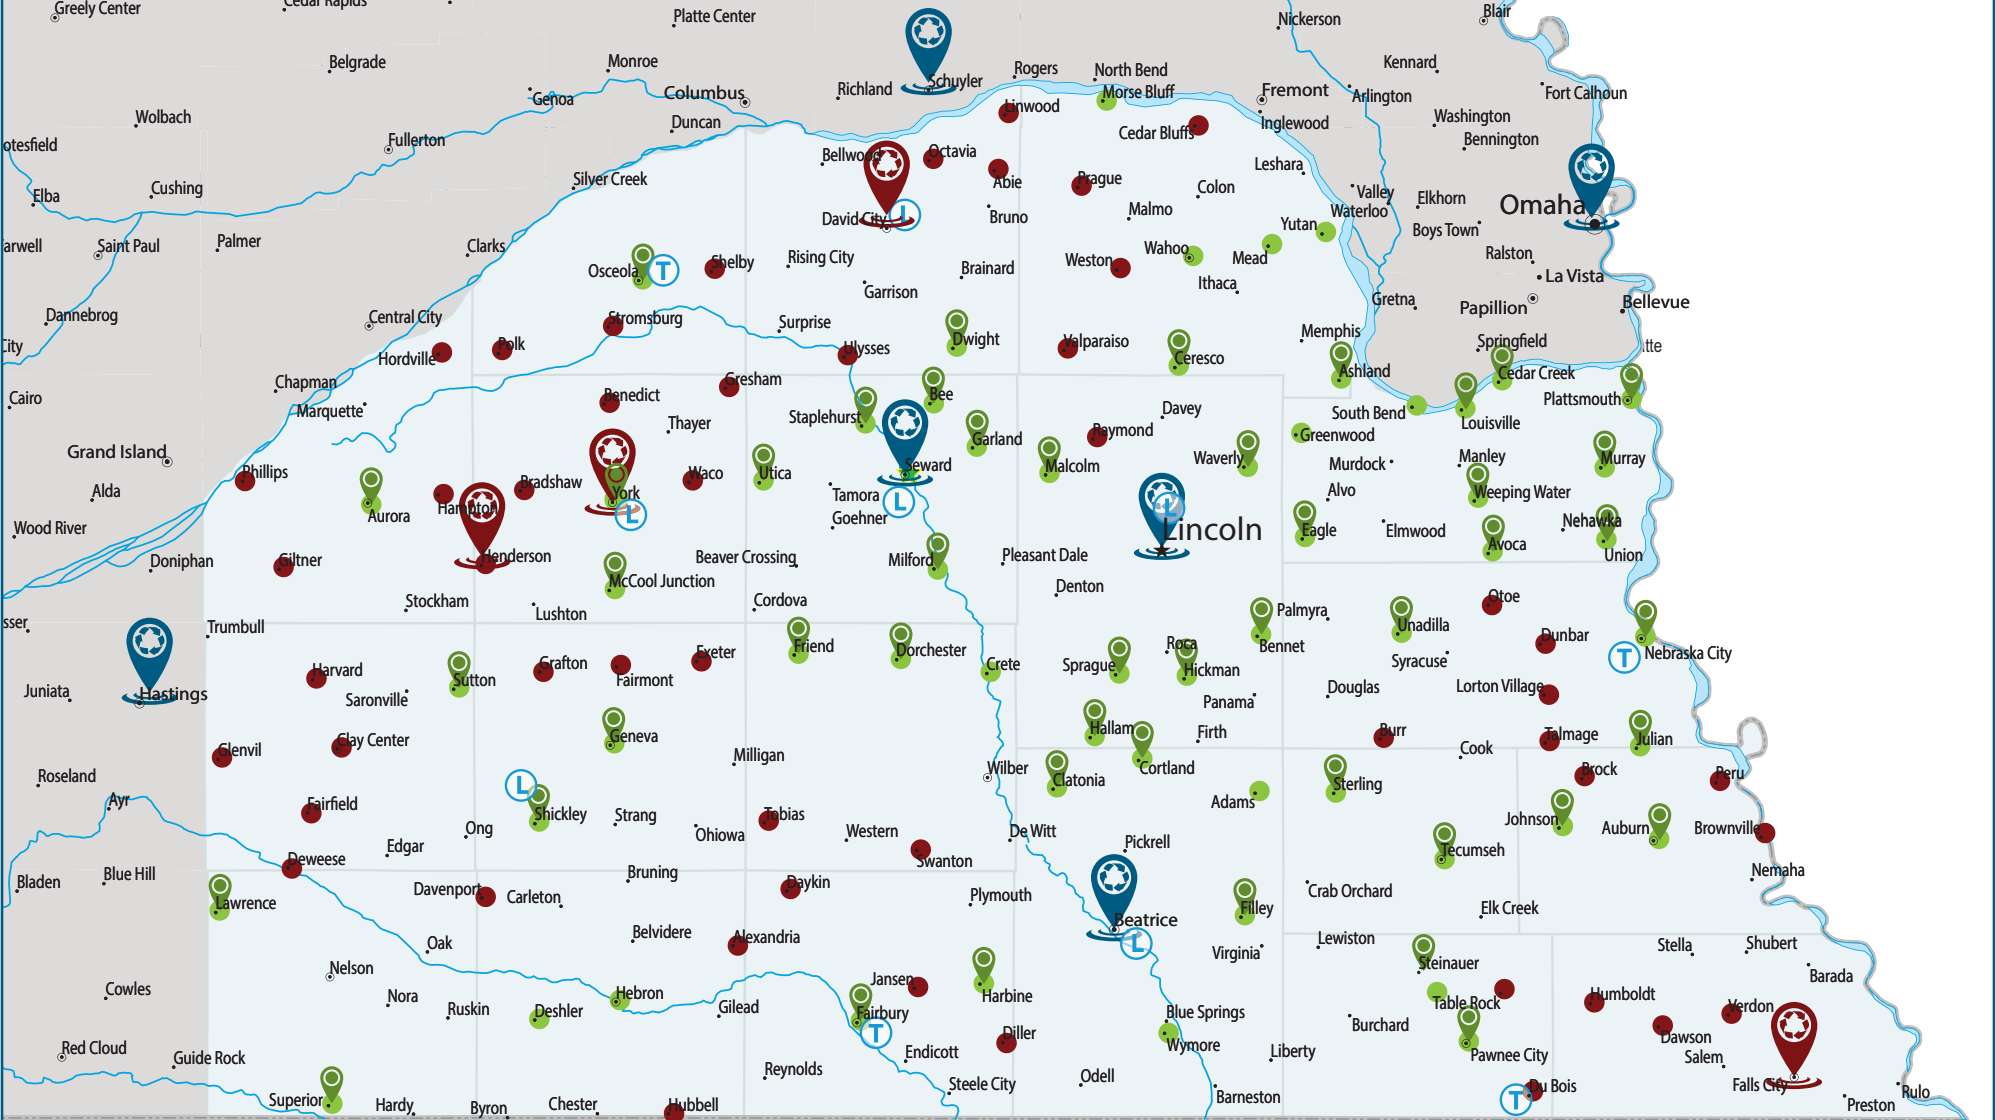 Greely Center
Cedar Rapids
Platte Center
Nickerson
Blair
Belgrade
Monroe
Schuyler
Rogers
North Bend
Kennard
Genoa
Columbus
Richland
Linwood
Morse Bluff
Fremont
Arlington
Fort Calhoun
Wolbach
Duncan
Cedar Bluffs
Inglewood
Washington
Bennington
otesfield
Fullerton
Bellwood
Octavia
Leshara
Elba
Cushing
Silver Creek
Abie
Prague
Colon
Valley
Elkhorn
Omaha
David City
L
Bruno
Malmo
Waterloo
Yutan
Boys Town
arwell
Saint Paul
Palmer
Clarks
Rising City
Wahoo
Mead
Ralston
Osceola
T
Shelby
Brainard
Weston
Ithaca
La Vista
Garrison
Gretna
Papillion
Bellevue
Dannebrog
Central City
Stromsburg
Surprise
Dwight
Valparaiso
Memphis
Springfield
City
Hordville
Polk
Ulysses
Ceresco
Ashland
Cedar Creek
tte
Chapman
Gresham
Bee
Cairo
Marquette
Benedict
Staplehurst
Davey
South Bend
Louisville
Plattsmouth
Thayer
Garland
Raymond
Greenwood
Grand Island
Phillips
Utica
Seward
Malcolm
Waverly
Murdock
Manley
Murray
Alda
Aurora
Hampton
Bradshaw
York
L
Waco
Tamora
L
Alvo
Weeping Water
Wood River
Goehner
L
Lincoln
Eagle
Elmwood
Nehawka
Doniphan
Giltner
Henderson
Beaver Crossing
Milford
Pleasant Dale
Avoca
Union
McCool Junction
Denton
Stockham
Lushton
Cordova
Palmyra
Otoe
sser
Trumbull
Friend
Dorchester
Roca
Bennet
Unadilla
Dunbar
Nebraska City
T
Harvard
Sutton
Grafton
Fairmont
Exeter
Crete
Sprague
Hickman
Syracuse
Juniata
Hastings
Saronville
Panama
Douglas
Lorton Village
Glenvil
Clay Center
Geneva
Hallam
Firth
Burr
Talmage
Julian
Milligan
Cortland
Cook
Roseland
Wilber
Clatonia
Sterling
Brock
Peru
Ayr
Fairfield
L
Shickley
Strang
Tobias
Adams
Johnson
Auburn
Brownville
Ong
Ohiowa
Western
De Witt
Pickrell
Edgar
Deweese
Swanton
Tecumseh
Blue Hill
Bruning
Bladen
Davenport
Carleton
Daykin
Plymouth
Crab Orchard
Nemaha
Lawrence
Beatrice
L
Filley
Elk Creek
Oak
Belvidere
Alexandria
Virginia
Lewiston
Stella
Shubert
Nelson
Steinauer
Barada
Cowles
Nora
Ruskin
Deshler
Hebron
Gilead
Jansen
Harbine
Table Rock
Humboldt
Verdon
Fairbury
T
Blue Springs
Burchard
Diller
Wymore
Dawson
Red Cloud
Guide Rock
Endicott
Liberty
Pawnee City
Salem
Reynolds
Steele City
Odell
T
Du Bois
Falls City
Rulo
Superior
Hardy
Byron
Chester
Hubbell
Barneston
Preston